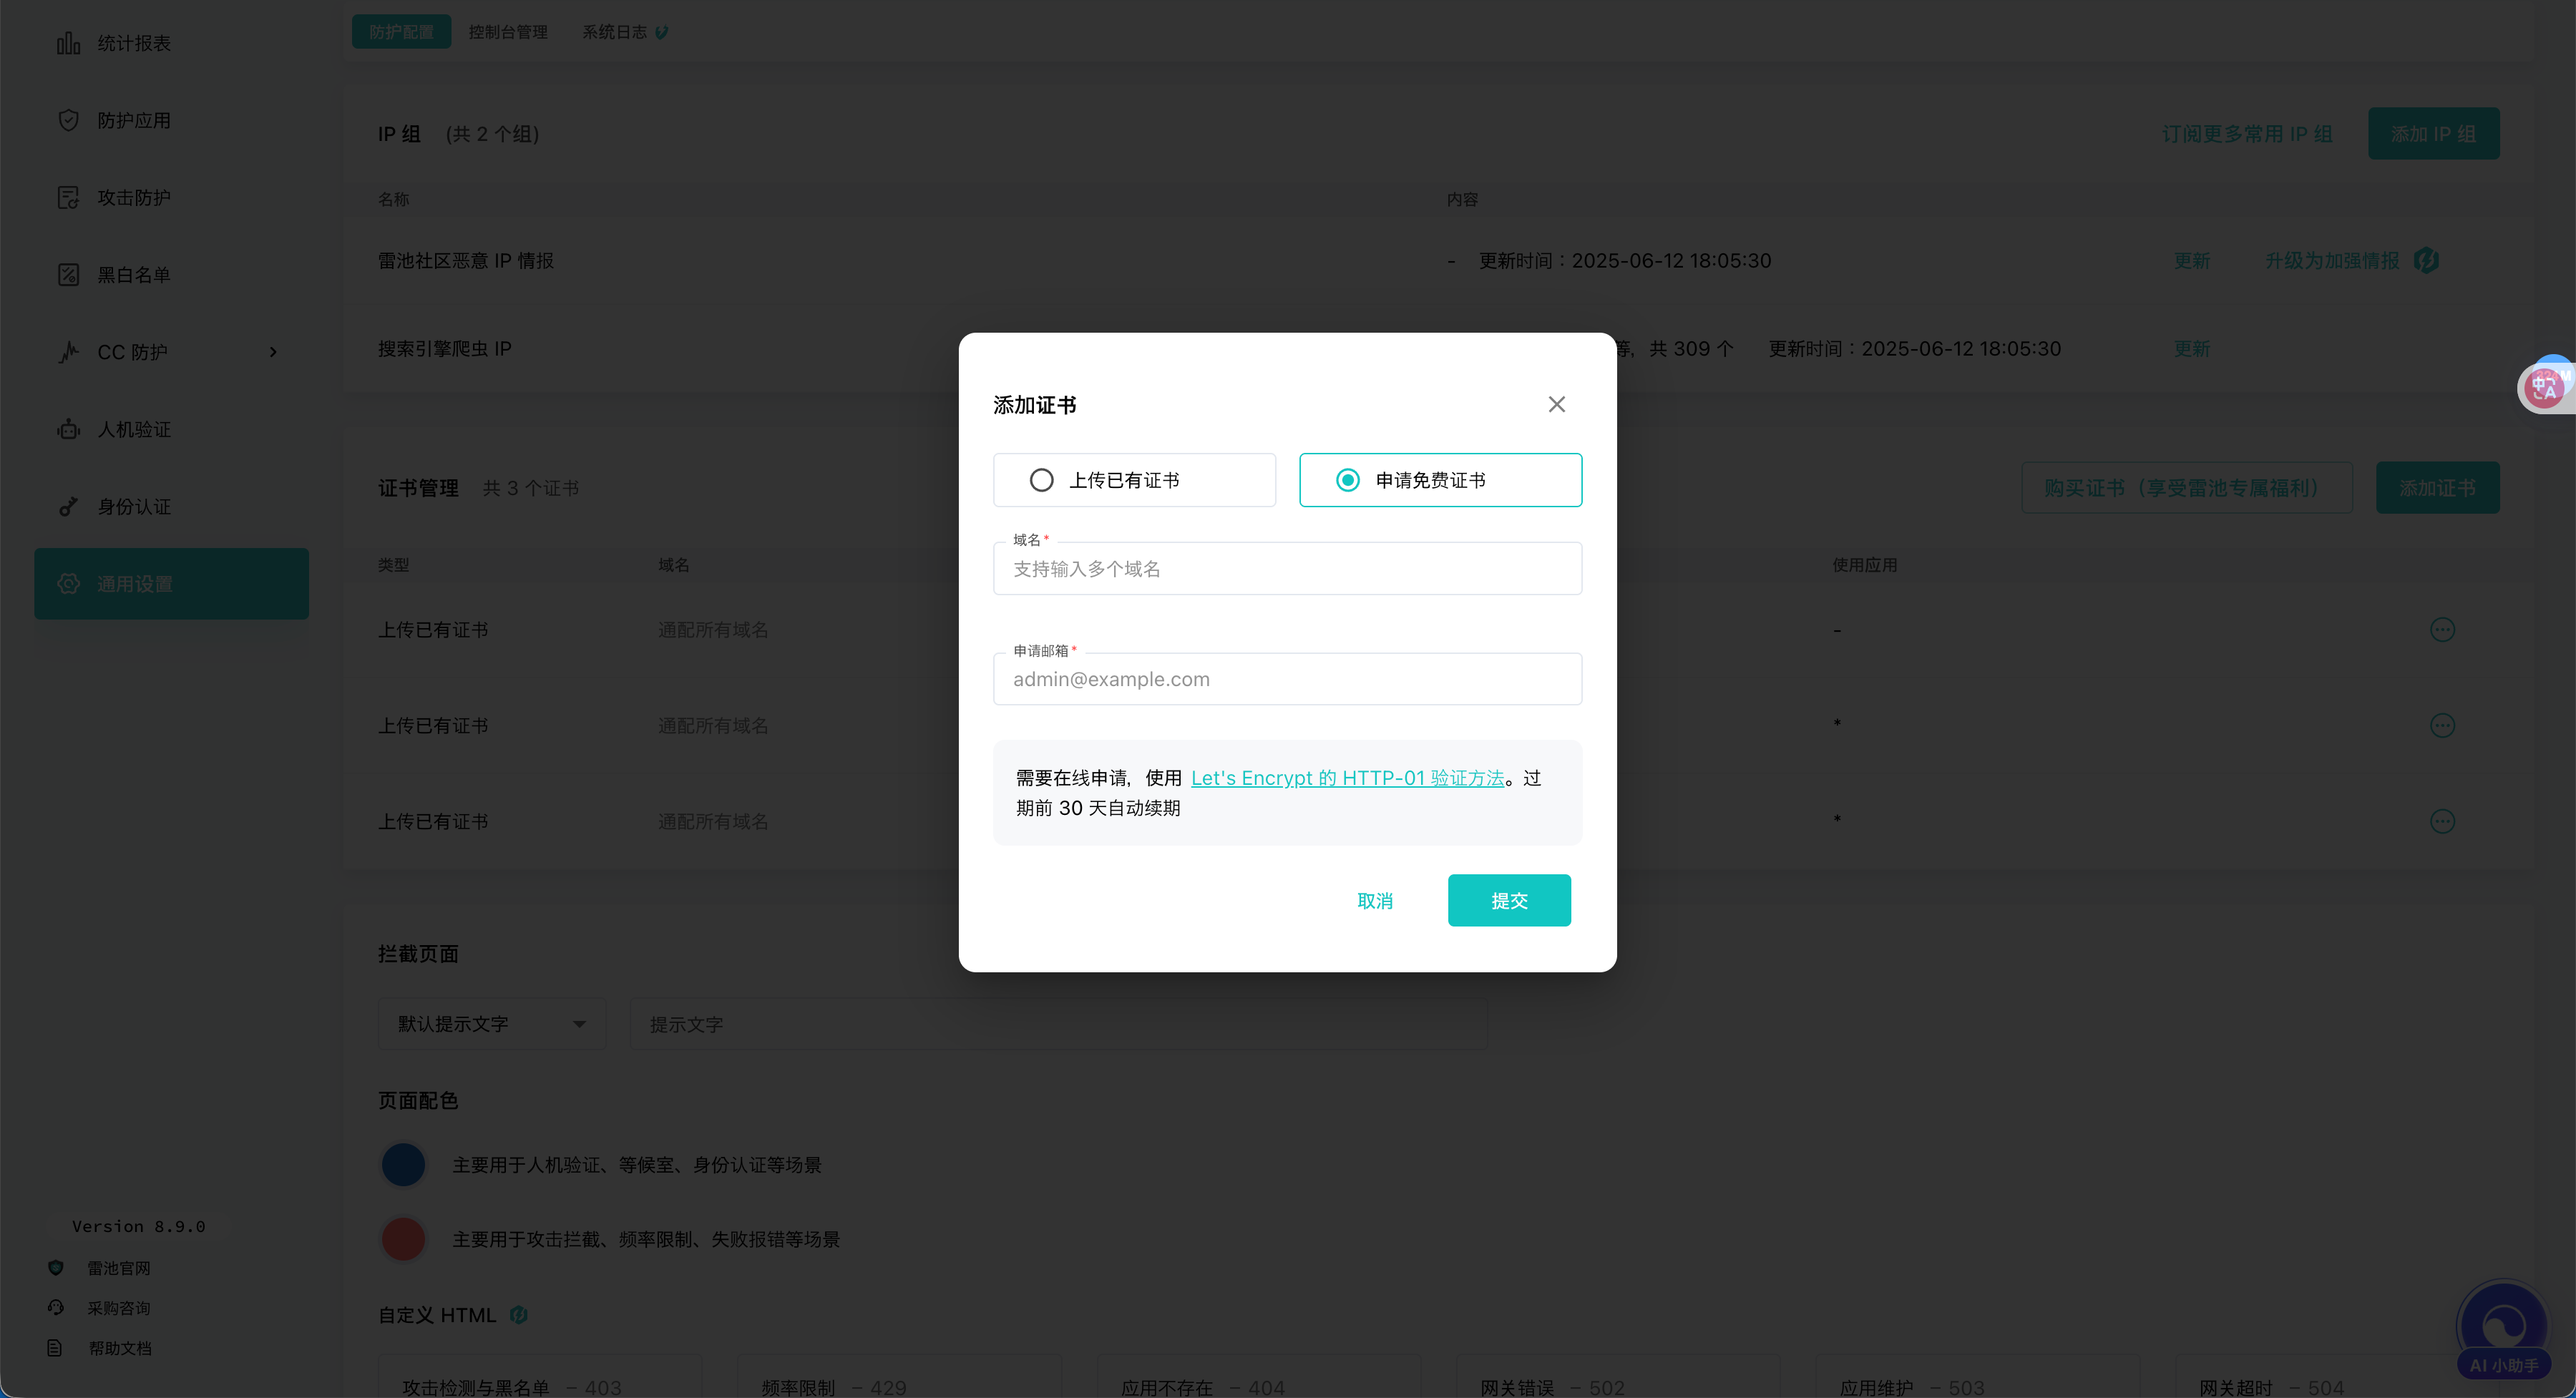 统计报表
防护应用
攻击防护
黑白名单
CC 防护
人机验证
身份认证
通用设置
Version 8.9.0
雷池官网
采购咨询
帮助文档
防护配置 控制台管理 系统日志
IP 组 (共 2 个组) 订阅更多常用 IP 组 添加 IP 组
名称 内容
雷池社区恶意 IP 情报 - 更新时间：2025-06-12 18:05:30 更新 升级为加强情报
搜索引擎爬虫 IP 等, 共 309 个 更新时间：2025-06-12 18:05:30 更新
证书管理 共 3 个证书 购买证书（享受雷池专属福利） 添加证书
类型 域名 使用应用
上传已有证书 通配所有域名 -
上传已有证书 通配所有域名 *
上传已有证书 通配所有域名 *
添加证书
上传已有证书 申请免费证书
域名*
支持输入多个域名
申请邮箱*
admin@example.com
需要在线申请，使用 Let's Encrypt 的 HTTP-01 验证方法。过
期前 30 天自动续期
取消 提交
拦截页面
默认提示文字 提示文字
页面配色
主要用于人机验证、等候室、身份认证等场景
主要用于攻击拦截、频率限制、失败报错等场景
自定义 HTML
攻击检测与黑名单 – 403 频率限制 – 429 应用不存在 – 404 网关错误 – 502 应用维护 – 503 网关超时 – 504
AI 小助手
中 A